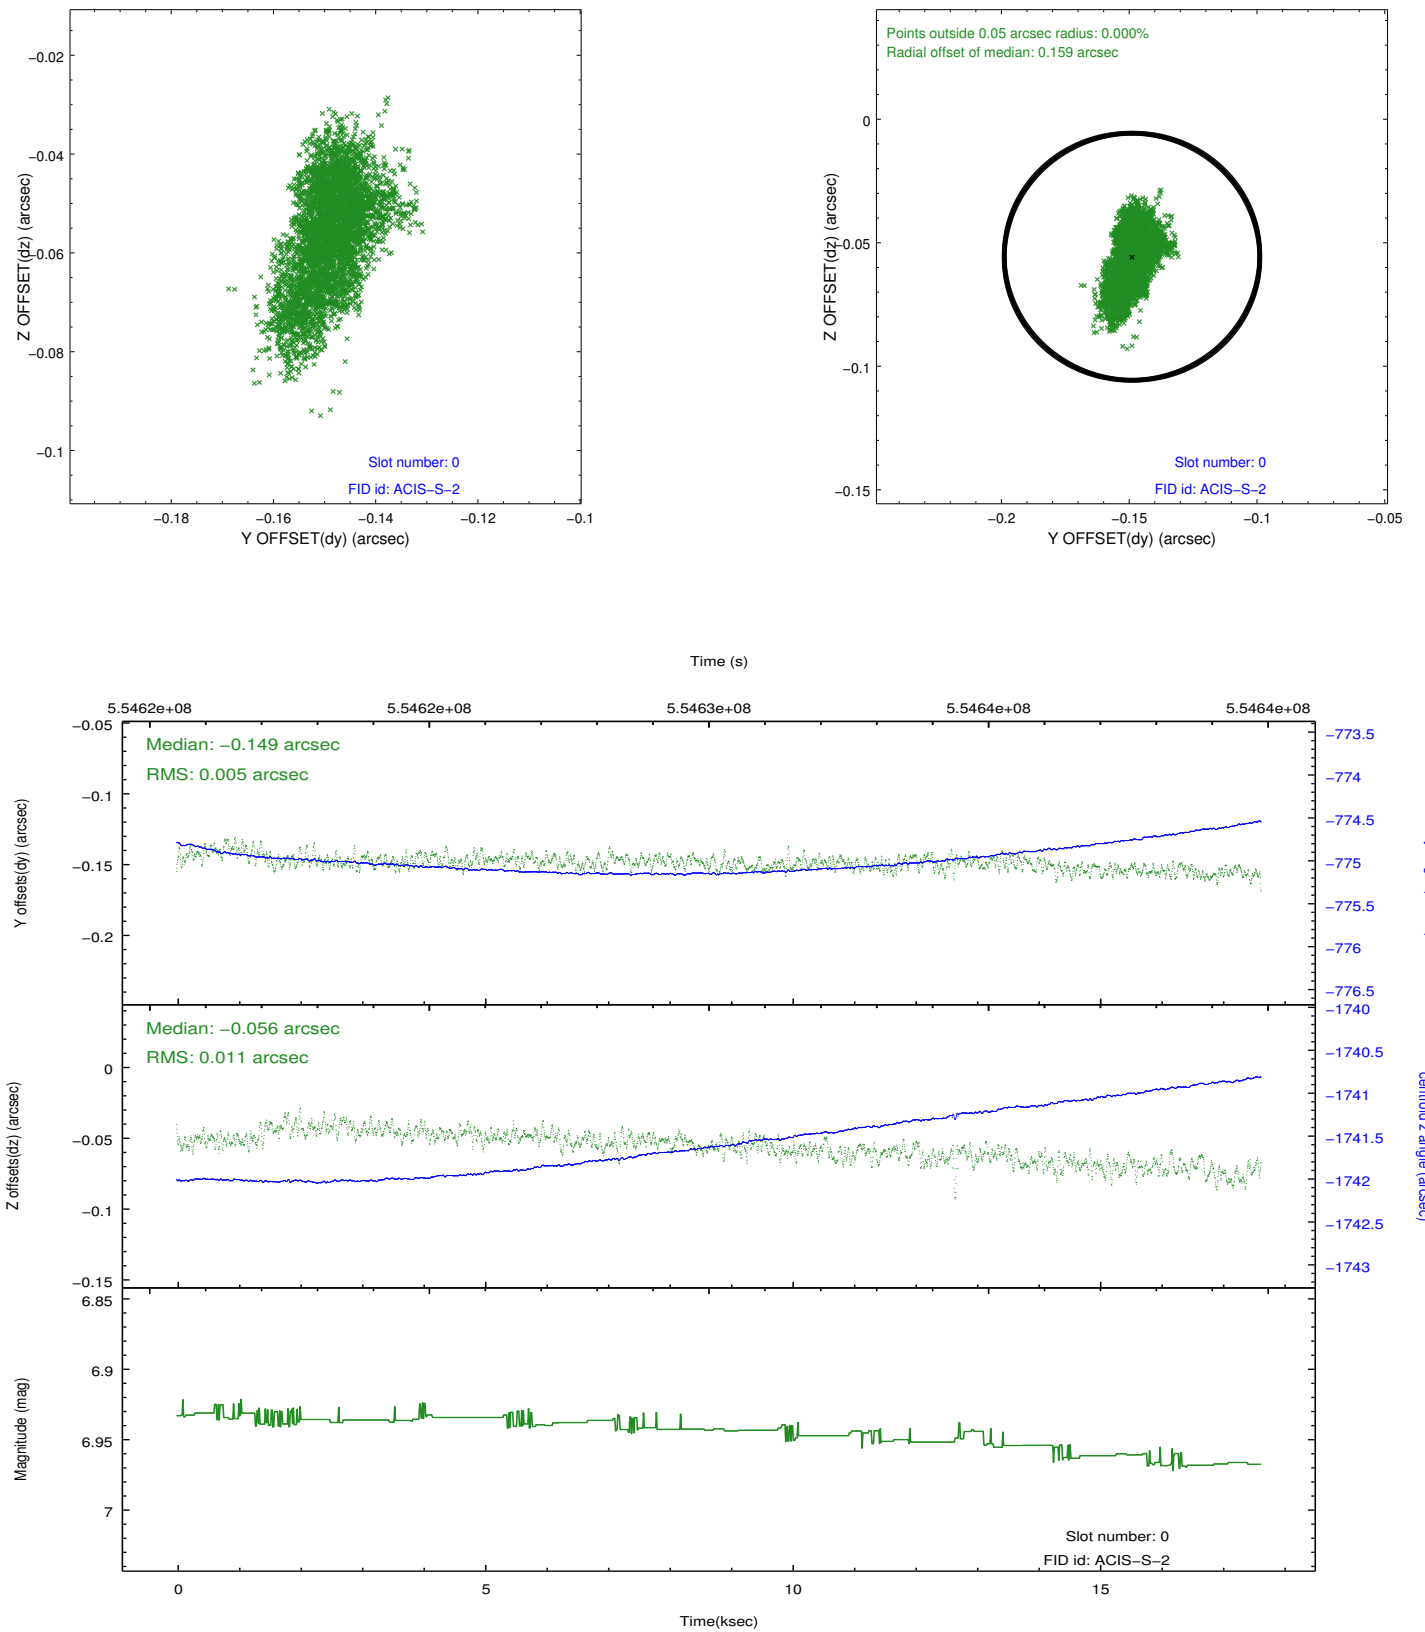 −0.02
−0.04
−0.06
−0.08
−0.1
Z OFFSET(dz) (arcsec)
Slot number: 0
FID id: ACIS−S−2
−0.18
−0.16
−0.14
−0.12
−0.1
Y OFFSET(dy) (arcsec)
Points outside 0.05 arcsec radius: 0.000%
Radial offset of median: 0.159 arcsec
0
−0.05
−0.1
−0.15
Z OFFSET(dz) (arcsec)
Slot number: 0
FID id: ACIS−S−2
−0.2
−0.15
−0.1
−0.05
Y OFFSET(dy) (arcsec)
Time (s)
5.5462e+08
5.5462e+08
5.5463e+08
5.5464e+08
5.5464e+08
−0.05
−0.1
−0.15
−0.2
Y offsets(dy) (arcsec)
Median: −0.149 arcsec
RMS: 0.005 arcsec
−773.5
−774
−774.5
−775
−775.5
−776
−776.5
0
−0.05
−0.1
−0.15
Z offsets(dz) (arcsec)
Median: −0.056 arcsec
RMS: 0.011 arcsec
−1740
−1740.5
−1741
−1741.5
−1742
−1742.5
−1743
centroid z angle (arcsec)
6.85
6.9
6.95
7
Magnitude (mag)
Slot number: 0
FID id: ACIS−S−2
0
5
10
15
Time(ksec)